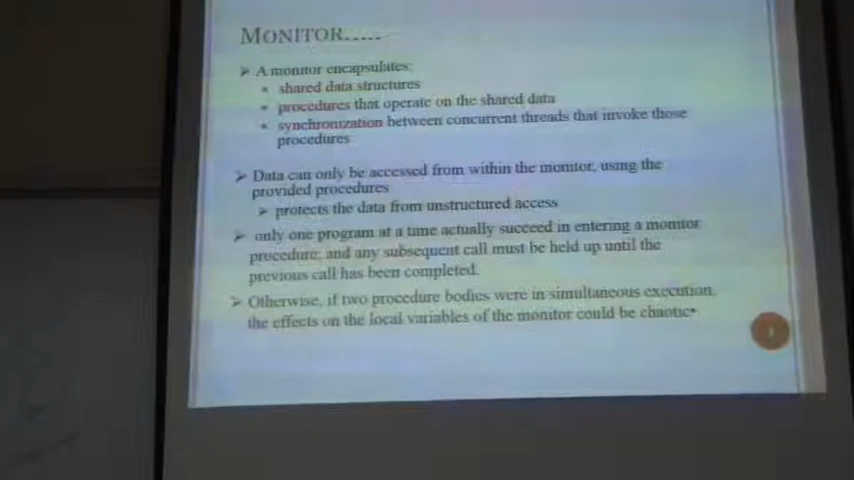 MONITOR.....
➢ A monitor encapsulates:
• shared data structures
• procedures that operate on the shared data
• synchronization between concurrent threads that invoke those
procedures
➢ Data can only be accessed from within the monitor, using the
provided procedures
➢ protects the data from unstructured access
➢ only one program at a time actually succeed in entering a monitor
procedure, and any subsequent call must be held up until the
previous call has been completed.
➢ Otherwise, if two procedure bodies were in simultaneous execution,
the effects on the local variables of the monitor could be chaotic•